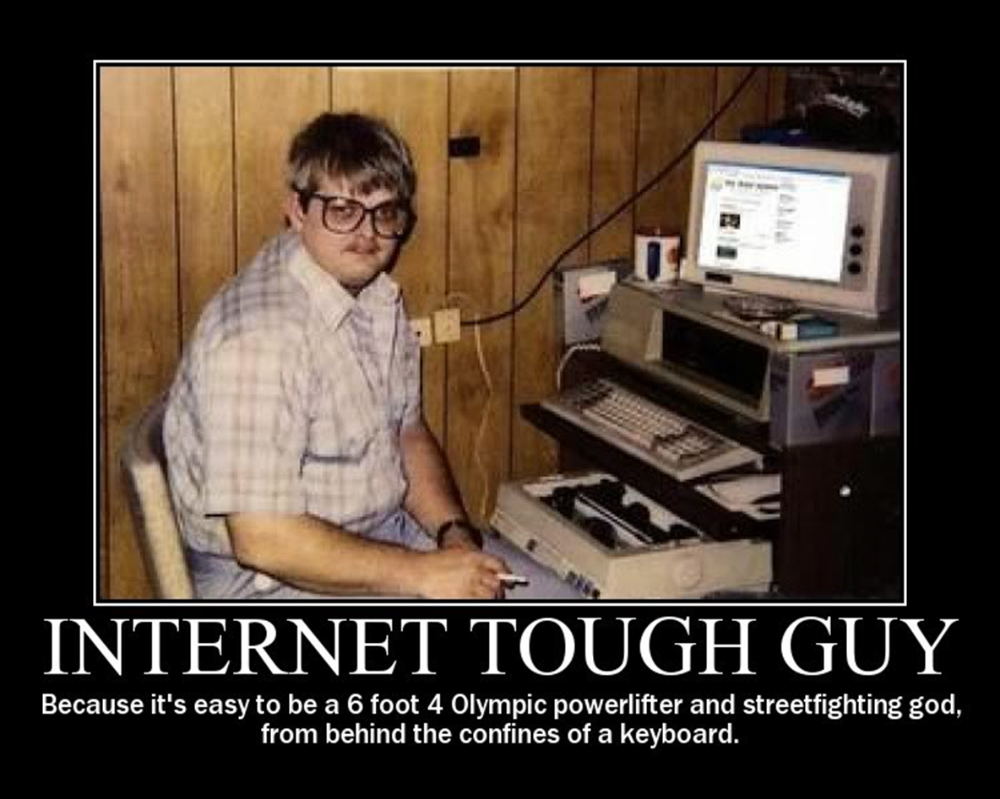 INTERNET TOUGH GUY
Because it's easy to be a 6 foot 4 Olympic powerlifter and streetfighting god,
from behind the confines of a keyboard.